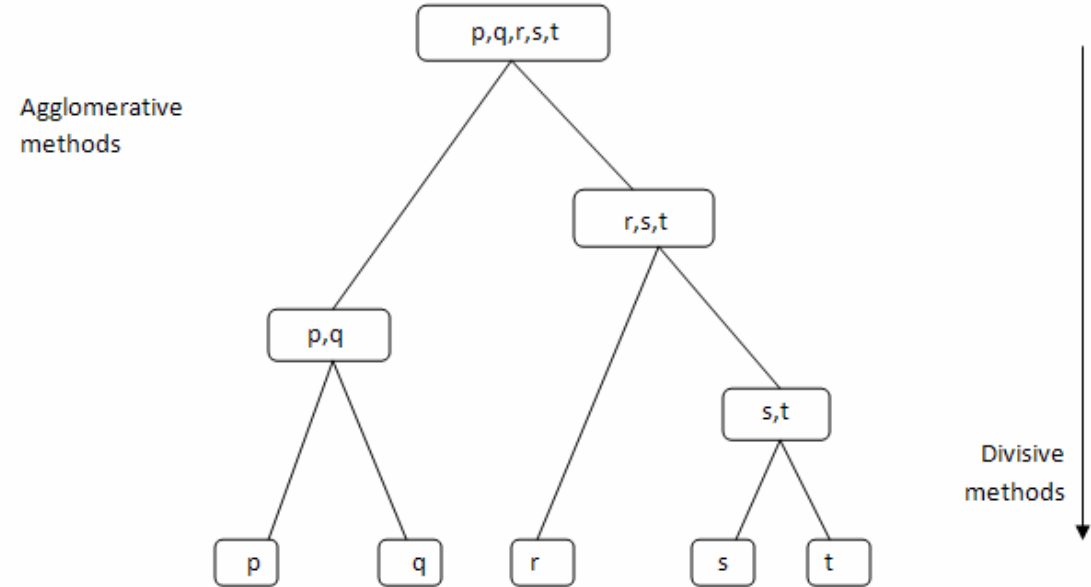 p,q,r,s,t
Agglomerative
methods
r,s,t
p,q
s,t
Divisive
methods
p
q
r
s
t